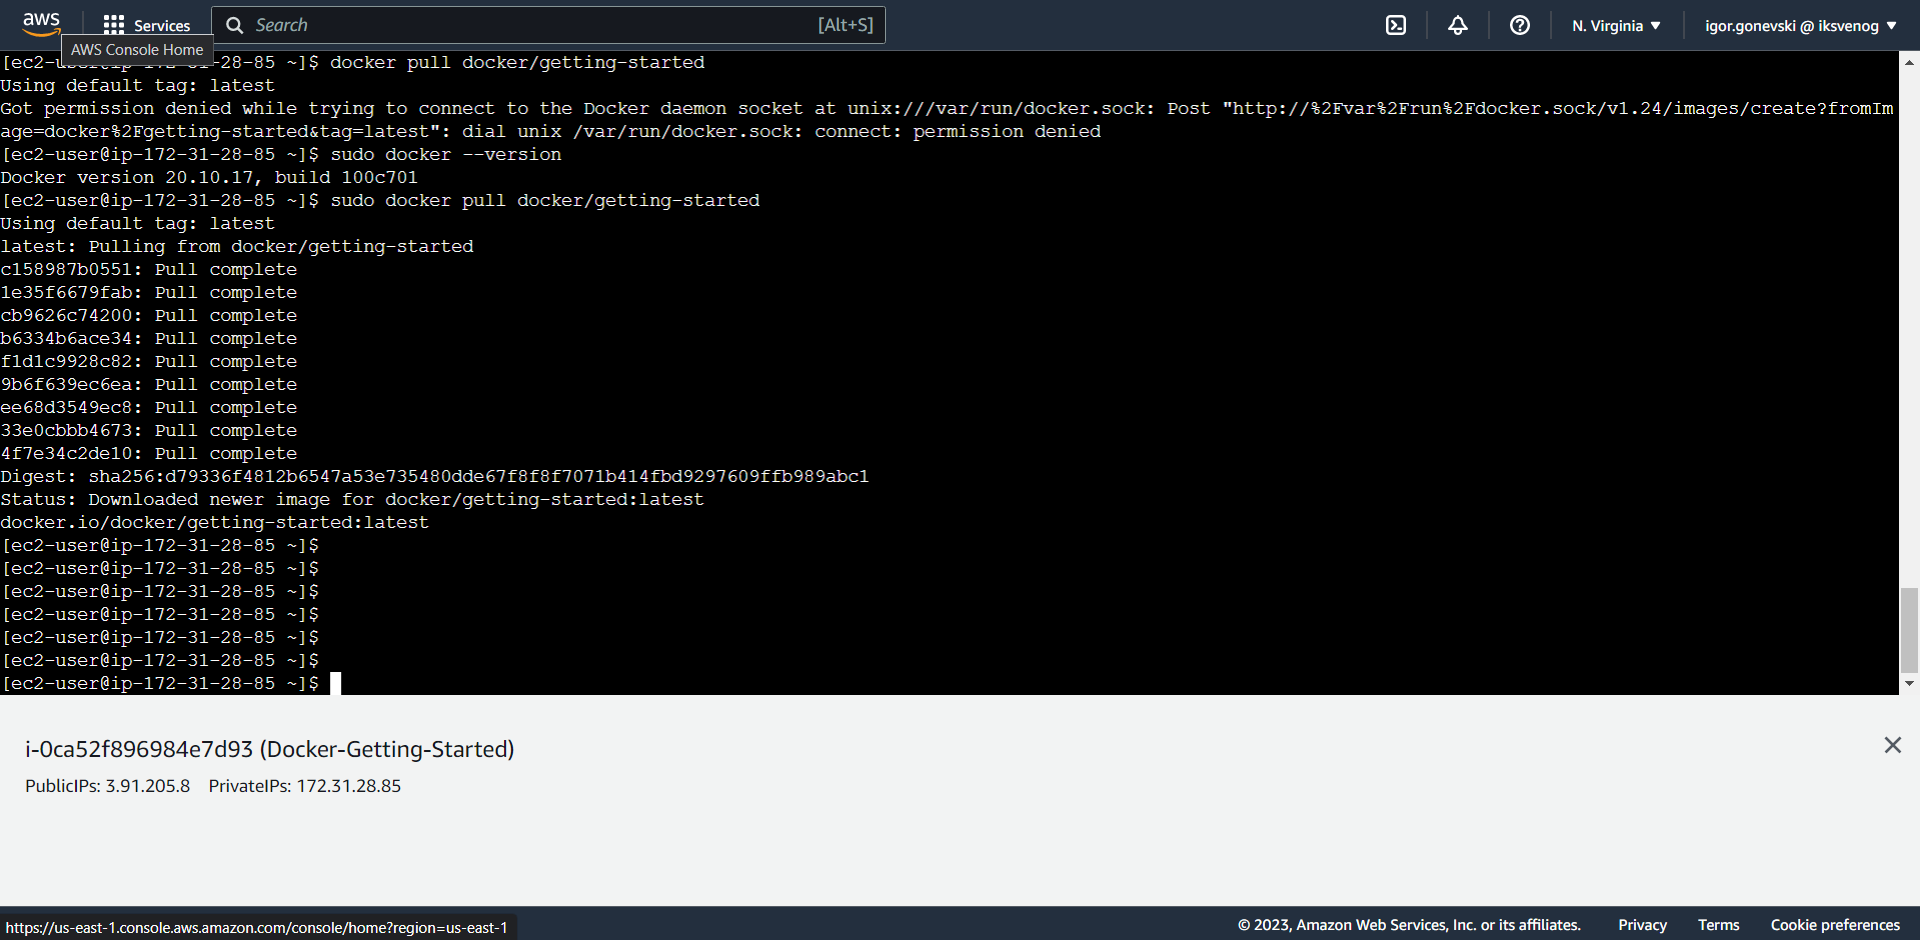 aws
Services
Search
[Alt+S]
N. Virginia
igor.gonevski @ iksvenog
AWS Console Home
[ec2-user@ip-172-31-28-85 ~]$ docker pull docker/getting-started
Using default tag: latest
Got permission denied while trying to connect to the Docker daemon socket at unix:///var/run/docker.sock: Post "http://%2Fvar%2Frun%2Fdocker.sock/v1.24/images/create?fromIm
age=docker%2Fgetting-started&tag=latest": dial unix /var/run/docker.sock: connect: permission denied
[ec2-user@ip-172-31-28-85 ~]$ sudo docker --version
Docker version 20.10.17, build 100c701
[ec2-user@ip-172-31-28-85 ~]$ sudo docker pull docker/getting-started
Using default tag: latest
latest: Pulling from docker/getting-started
c158987b0551: Pull complete
1e35f6679fab: Pull complete
cb9626c74200: Pull complete
b6334b6ace34: Pull complete
f1d1c9928c82: Pull complete
9b6f639ec6ea: Pull complete
ee68d3549ec8: Pull complete
33e0cbbb4673: Pull complete
4f7e34c2de10: Pull complete
Digest: sha256:d79336f4812b6547a53e735480dde67f8f8f7071b414fbd9297609ffb989abc1
Status: Downloaded newer image for docker/getting-started:latest
docker.io/docker/getting-started:latest
[ec2-user@ip-172-31-28-85 ~]$
[ec2-user@ip-172-31-28-85 ~]$
[ec2-user@ip-172-31-28-85 ~]$
[ec2-user@ip-172-31-28-85 ~]$
[ec2-user@ip-172-31-28-85 ~]$
[ec2-user@ip-172-31-28-85 ~]$
[ec2-user@ip-172-31-28-85 ~]$
i-0ca52f896984e7d93 (Docker-Getting-Started)
PublicIPs: 3.91.205.8 PrivateIPs: 172.31.28.85
https://us-east-1.console.aws.amazon.com/console/home?region=us-east-1
© 2023, Amazon Web Services, Inc. or its affiliates.
Privacy
Terms
Cookie preferences